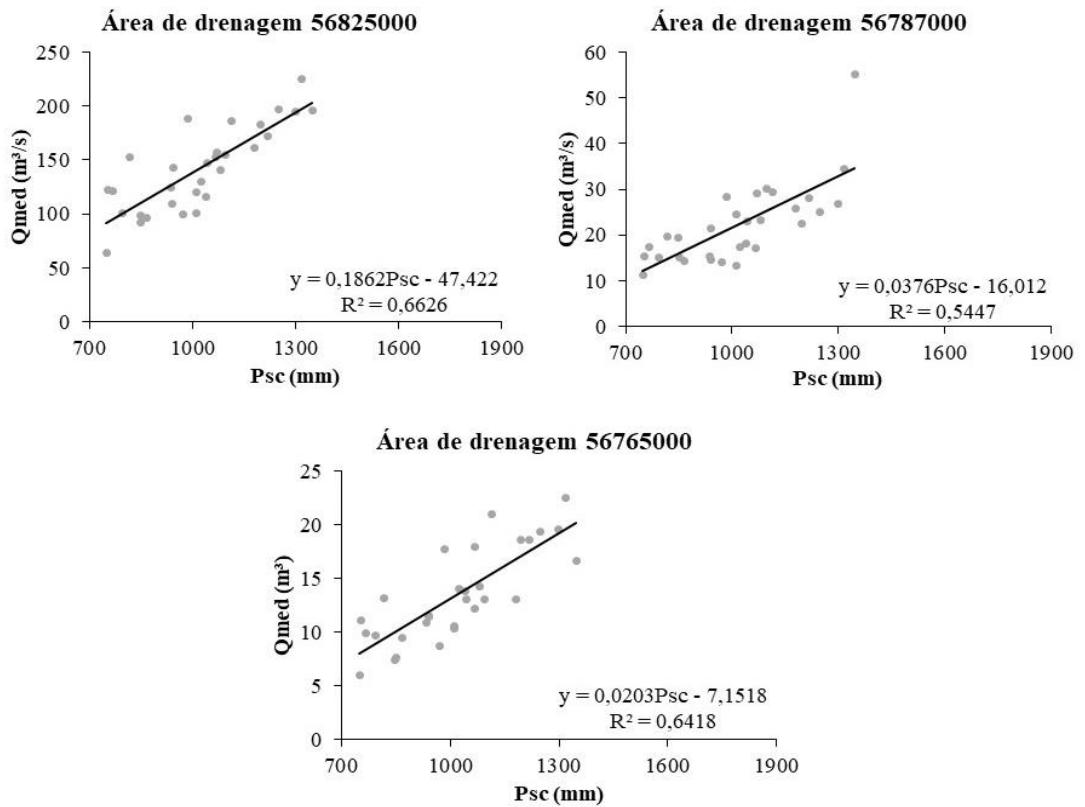 Área de drenagem 56825000
250
200
150
100
50
0
Qmed (m³/s)
y = 0,1862Psc - 47,422
R² = 0,6626
700 1000 1300 1600 1900
Psc (mm)
Área de drenagem 56787000
60
50
40
30
20
10
0
Qmed (m³/s)
y = 0,0376Psc - 16,012
R² = 0,5447
700 1000 1300 1600 1900
Psc (mm)
Área de drenagem 56765000
25
20
15
10
5
0
Qmed (m³)
y = 0,0203Psc - 7,1518
R² = 0,6418
700 1000 1300 1600 1900
Psc (mm)